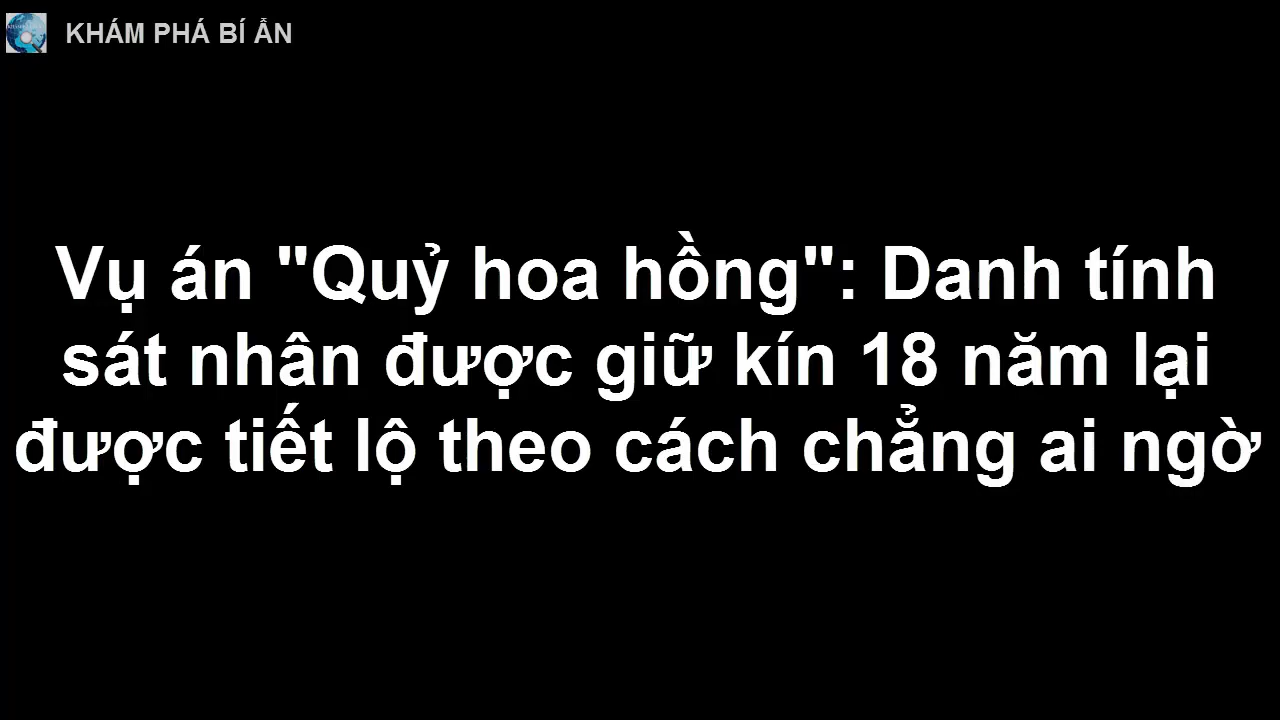 KHÁM PHÁ BÍ ẨN
Vụ án "Quỷ hoa hồng": Danh tính
sát nhân được giữ kín 18 năm lại
được tiết lộ theo cách chẳng ai ngờ